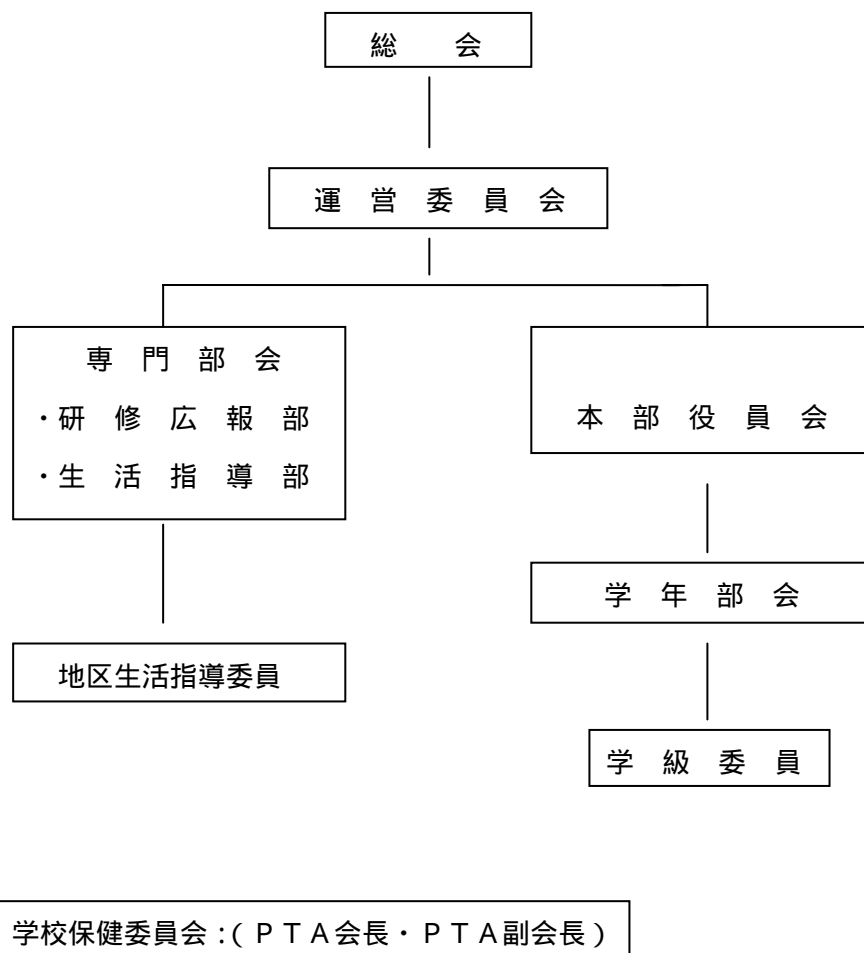 総　会
運　営　委　員　会
専　門　部　会
・研　修　広　報　部
・生　活　指　導　部
本　部　役　員　会
学　年　部　会
地区生活指導委員
学　級　委　員
学校保健委員会：（ＰＴＡ会長・ＰＴＡ副会長）